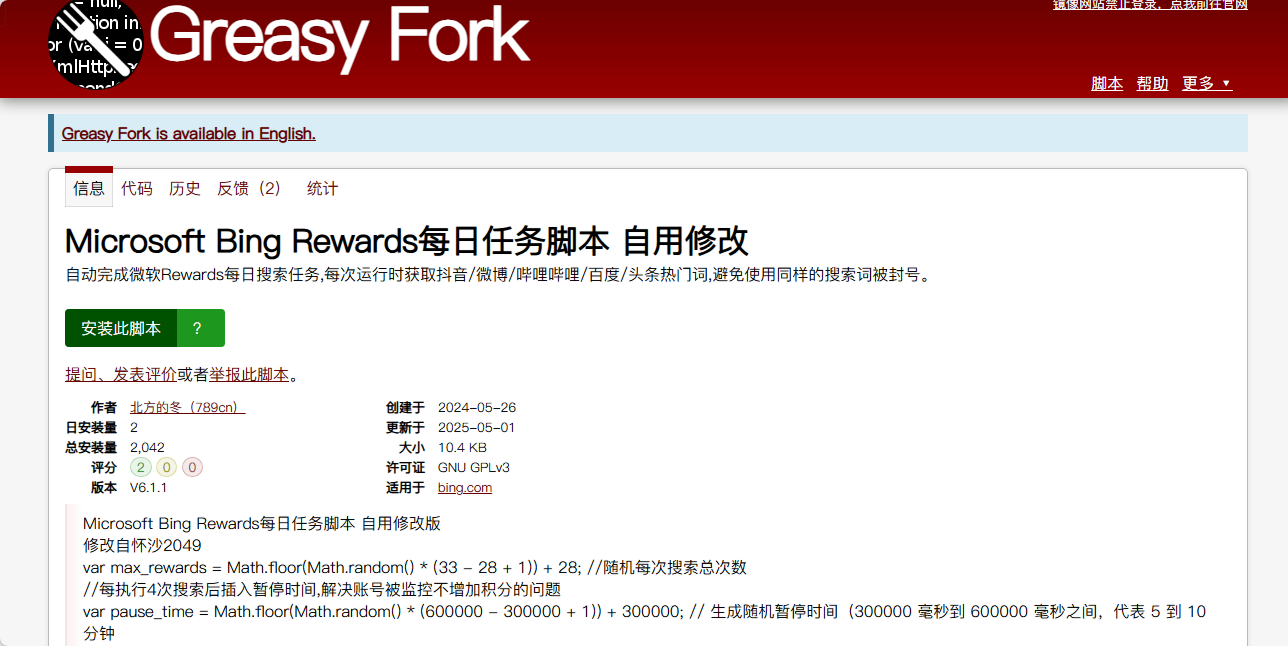 镜像网站禁止登录，点我前往官网
= null,
tion in
or (va i = 0
mlHttp
Greasy Fork
脚本 帮助 更多 ▼
Greasy Fork is available in English.
信息 代码 历史 反馈（2） 统计
Microsoft Bing Rewards每日任务脚本 自用修改
自动完成微软Rewards每日搜索任务,每次运行时获取抖音/微博/哔哩哔哩/百度/头条热门词,避免使用同样的搜索词被封号。
安装此脚本 ?
提问、发表评价或者举报此脚本。
作者 北方的冬（789cn） 创建于 2024-05-26
日安装量 2 更新于 2025-05-01
总安装量 2,042 大小 10.4 KB
评分 2 0 0 许可证 GNU GPLv3
版本 V6.1.1 适用于 bing.com
Microsoft Bing Rewards每日任务脚本 自用修改版
修改自怀沙2049
var max_rewards = Math.floor(Math.random() * (33 - 28 + 1)) + 28; //随机每次搜索总次数
//每执行4次搜索后插入暂停时间,解决账号被监控不增加积分的问题
var pause_time = Math.floor(Math.random() * (600000 - 300000 + 1)) + 300000; // 生成随机暂停时间（300000 毫秒到 600000 毫秒之间，代表 5 到 10
分钟